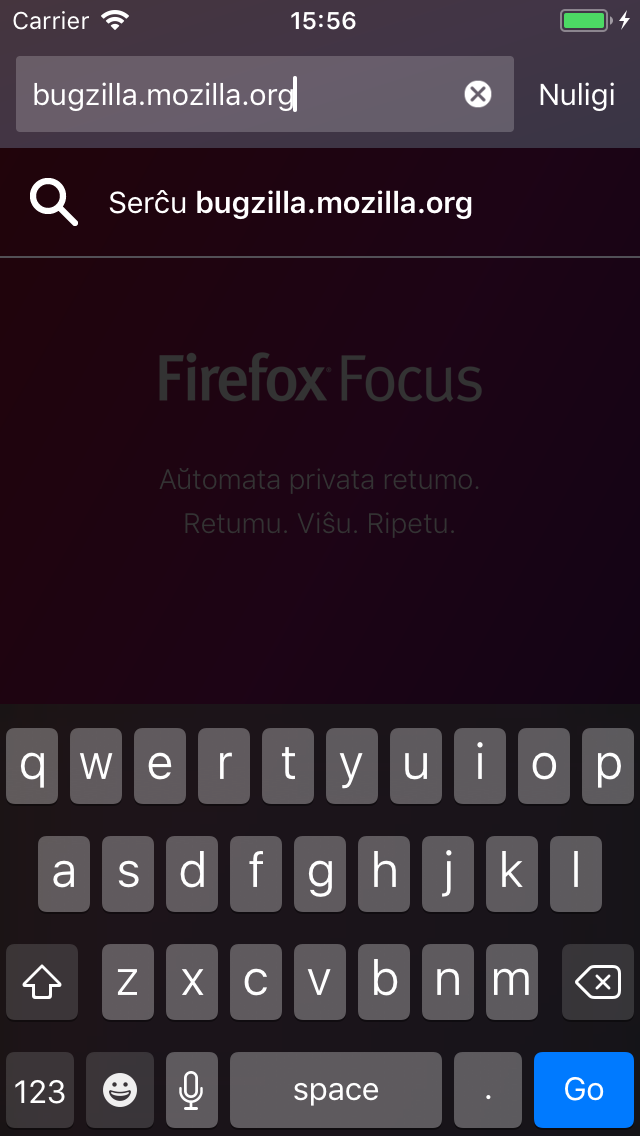 Carrier 15:56
bugzilla.mozilla.org Nuligi
Serĉu bugzilla.mozilla.org
Firefox Focus
Aŭtomata privata retumo.
Retumu. Viŝu. Ripetu.
q w e r t y u i o p
a s d f g h j k l
z x c v b n m
123 space . Go